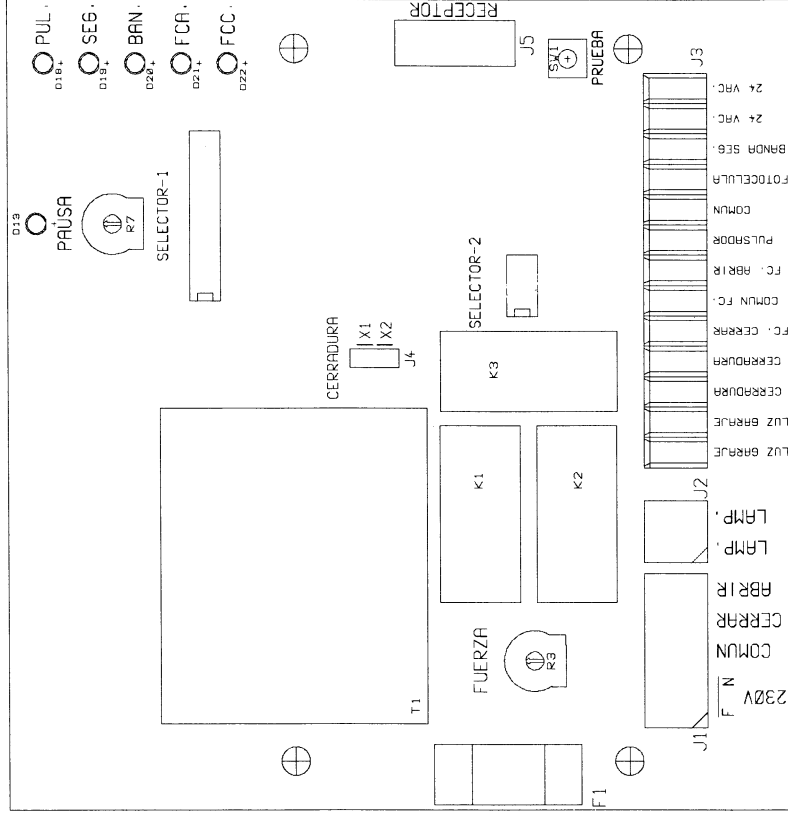 PUL.
D18+
SEG.
D19+
BAN.
D20+
FCA.
D21+
FCC.
D22+
RECEPTOR
J5
SW1
PRUEBA
D13
+
PAUSA
R7
SELECTOR-1
SELECTOR-2
CERRADURA
X1
X2
J4
K3
K1
K2
T1
FUERZA
R3
F1
J3
24 VAC.
24 VAC.
BANDA SEG.
FOTOCELULA
COMUN
PULSADOR
FC. ABRIR
COMUN FC.
FC. CERRAR
CERRADURA
CERRADURA
LUZ GARAJE
LUZ GARAJE
J2
LAMP.
LAMP.
ABRIR
CERRAR
COMUN
F N
230V
J1